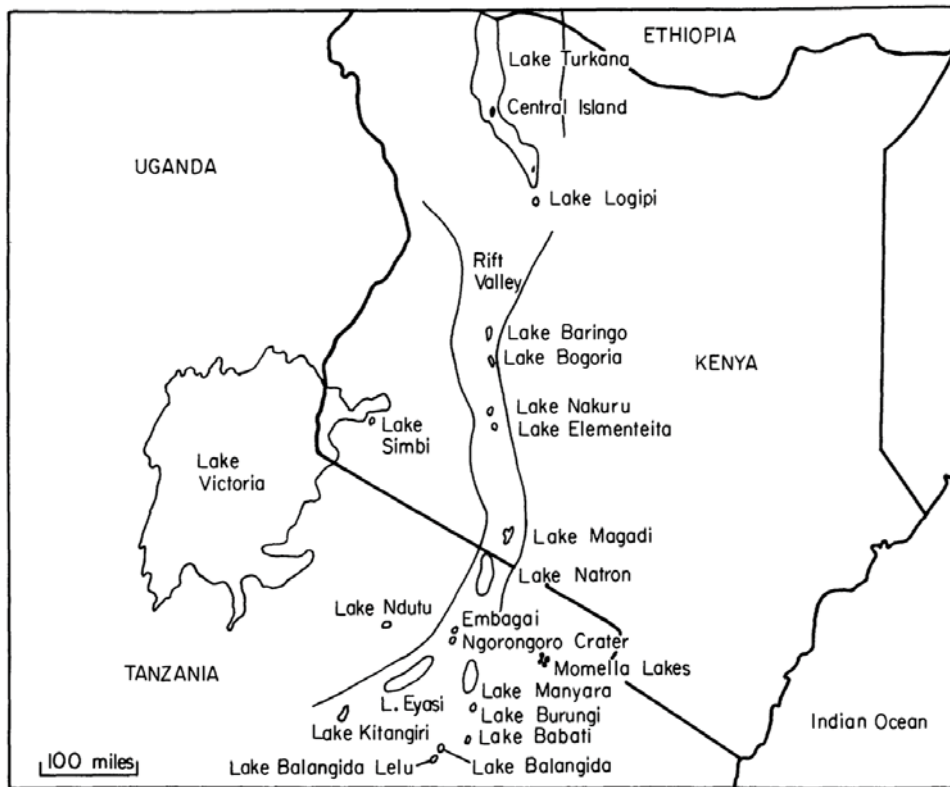 ETHIOPIA
Lake Turkana
Central Island
UGANDA
Lake Logipi
Rift
Valley
Lake Baringo
Lake Bogoria
KENYA
Lake Nakuru
Lake Elementeita
Lake
Simbi
Lake
Victoria
Lake Magadi
Lake Natron
Lake Ndutu
Embagai
Ngorongoro Crater
TANZANIA
Momella Lakes
L. Eyasi
Lake Manyara
Lake Burungi
Indian Ocean
Lake Kitangiri
Lake Babati
100 miles
Lake Balangida Lelu
Lake Balangida